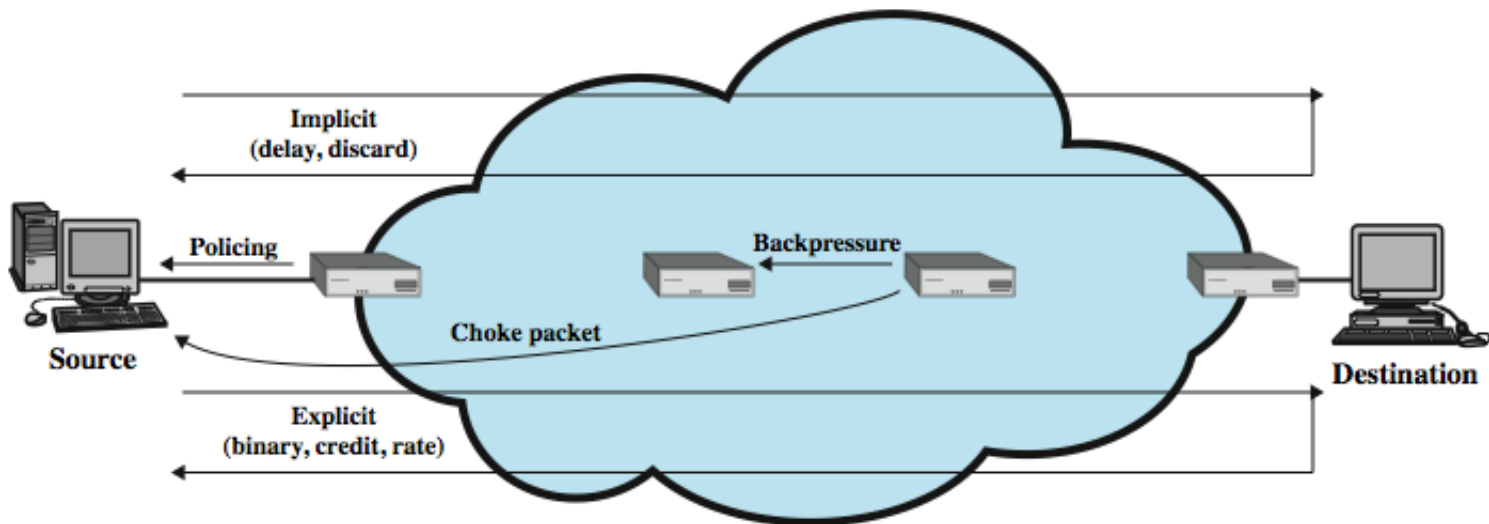 Implicit
(delay, discard)
Policing
Backpressure
Choke packet
Source
Destination
Explicit
(binary, credit, rate)